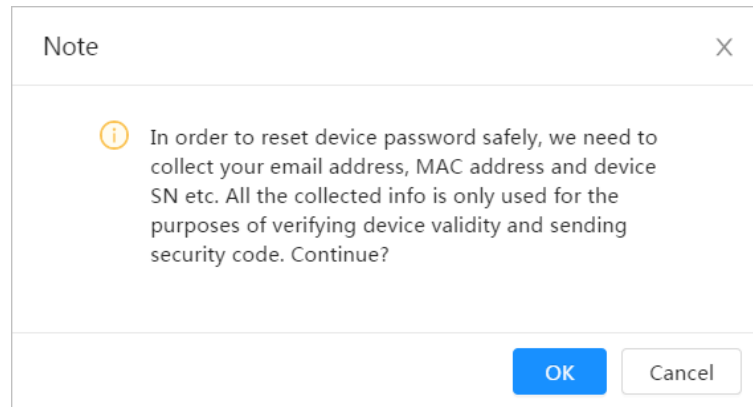 Note
In order to reset device password safely, we need to
collect your email address, MAC address and device
SN etc. All the collected info is only used for the
purposes of verifying device validity and sending
security code. Continue?
OK
Cancel